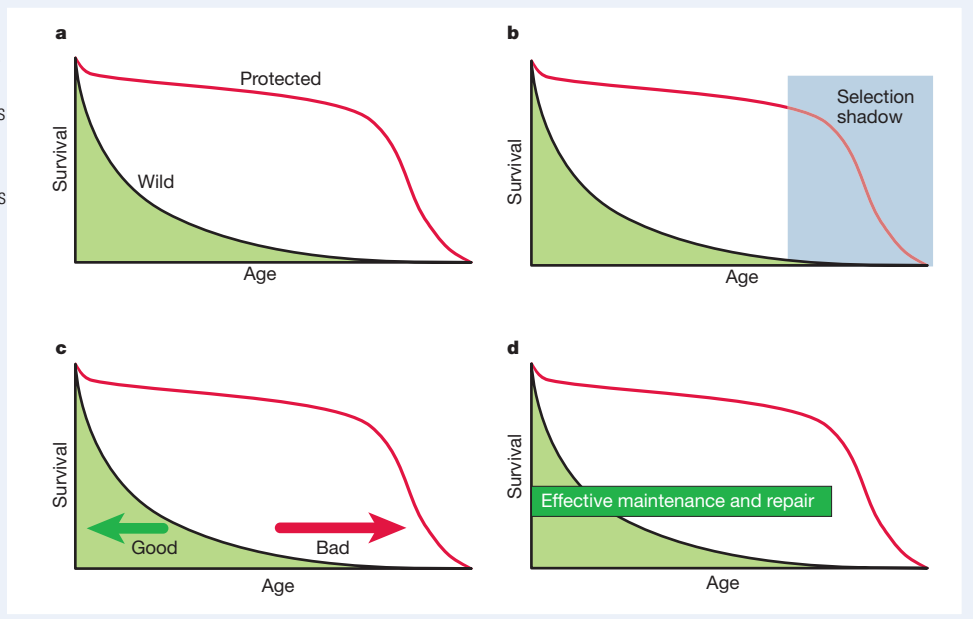 a
Protected
Wild
Survival
Age
b
Selection
shadow
Survival
Age
c
Good
Bad
Survival
Age
d
Effective maintenance and repair
Survival
Age
s
s